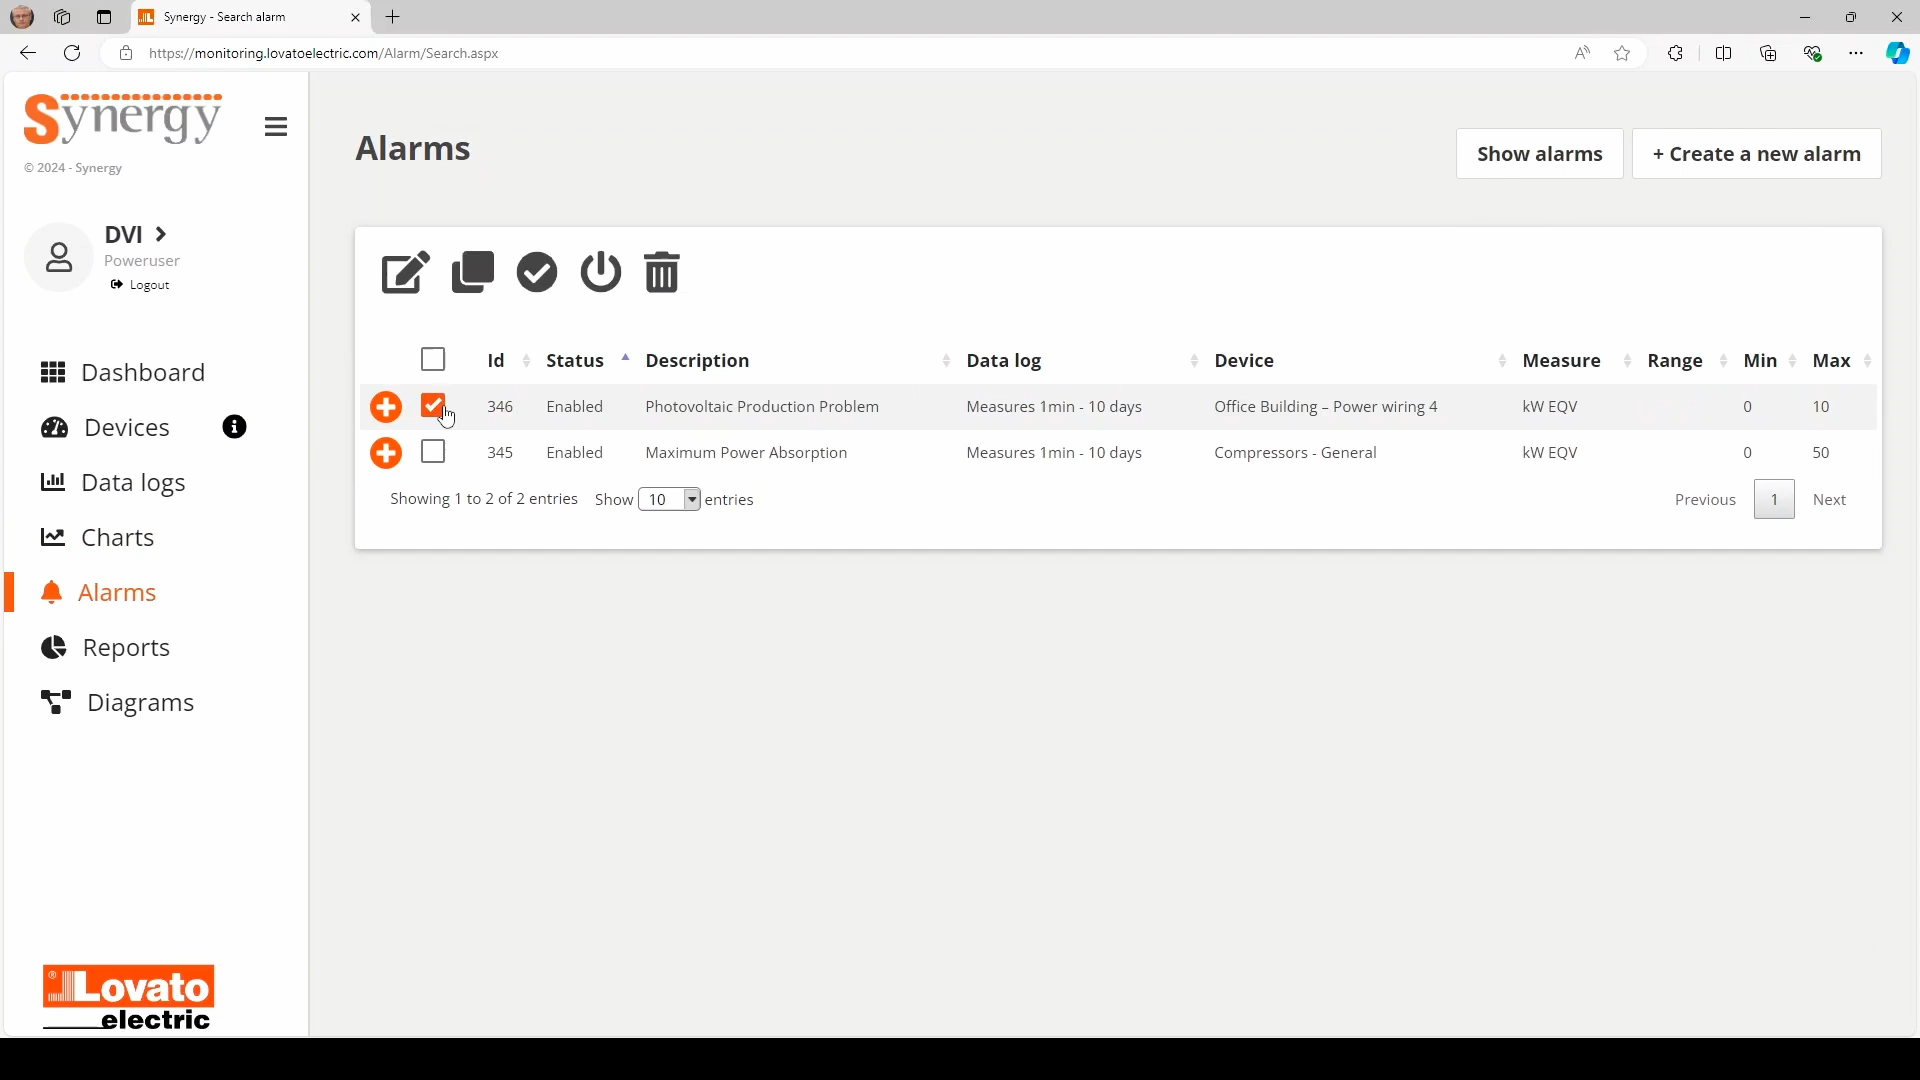 Synergy - Search alarm
https://monitoring.lovatoelectric.com/Alarm/Search.aspx
Synergy
© 2024 - Synergy
DVI
Poweruser
Logout
Dashboard
Devices
Data logs
Charts
Alarms
Reports
Diagrams
Lovato
electric
Alarms
Show alarms
+ Create a new alarm
Id Status Description Data log Device Measure Range Min Max
346 Enabled Photovoltaic Production Problem Measures 1min - 10 days Office Building – Power wiring 4 kW EQV 0 10
345 Enabled Maximum Power Absorption Measures 1min - 10 days Compressors - General kW EQV 0 50
Showing 1 to 2 of 2 entries Show 10 entries Previous 1 Next